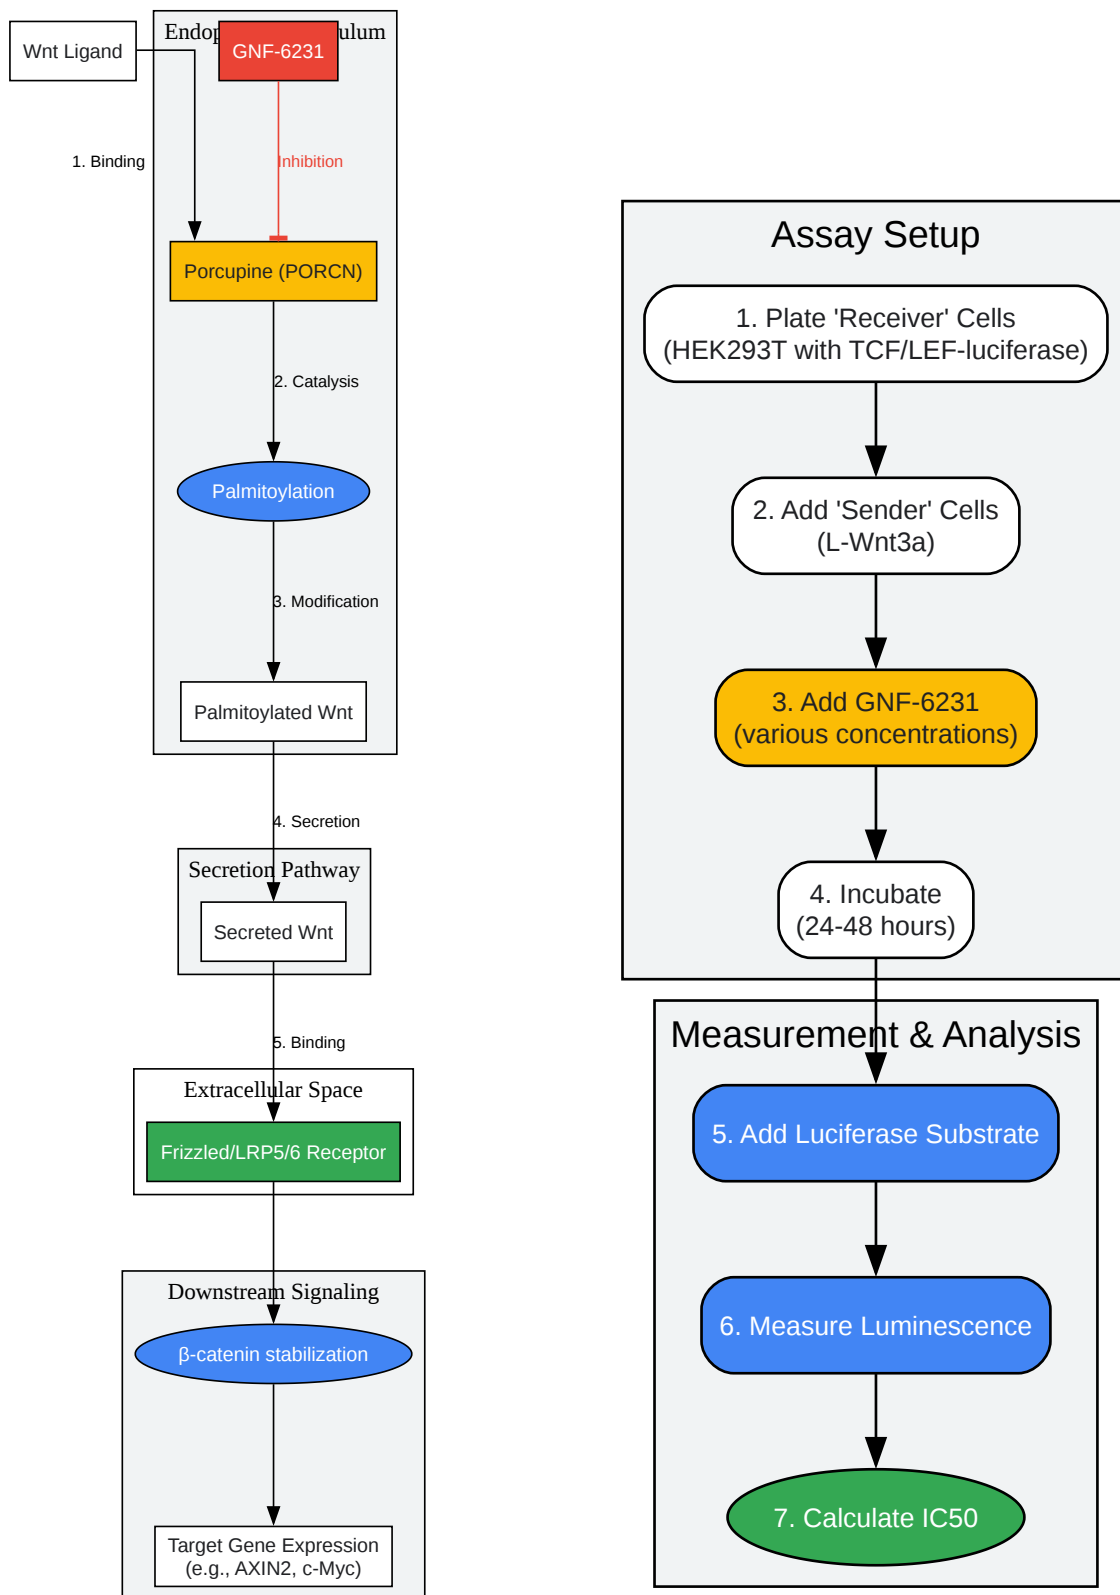 Endop ulum
Wnt Ligand
GNF-6231
1. Binding
Inhibition
Porcupine (PORCN)
2. Catalysis
Palmitoylation
3. Modification
Palmitoylated Wnt
4. Secretion
Secretion Pathway
Secreted Wnt
5. Binding
Extracellular Space
Frizzled/LRP5/6 Receptor
Downstream Signaling
β-catenin stabilization
Target Gene Expression
(e.g., AXIN2, c-Myc)
Assay Setup
1. Plate 'Receiver' Cells
(HEK293T with TCF/LEF-luciferase)
2. Add 'Sender' Cells
(L-Wnt3a)
3. Add GNF-6231
(various concentrations)
4. Incubate
(24-48 hours)
Measurement & Analysis
5. Add Luciferase Substrate
6. Measure Luminescence
7. Calculate IC50